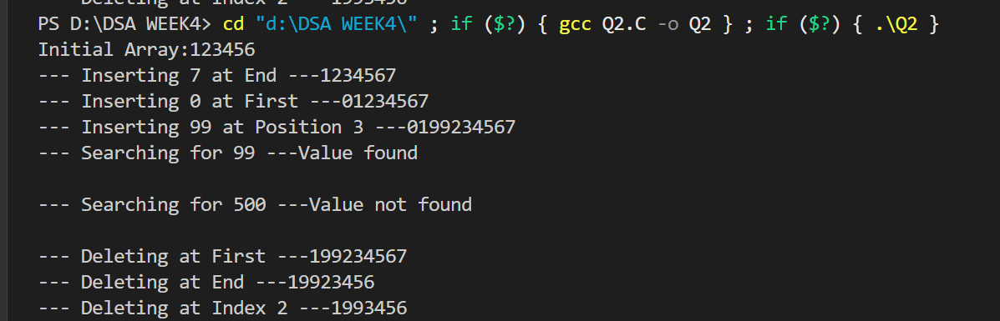 Deleting at Index 2 ---1993456
PS D:\DSA WEEK4> cd "d:\DSA WEEK4\" ; if ($?) { gcc Q2.C -o Q2 } ; if ($?) { .\Q2 }
Initial Array:123456
--- Inserting 7 at End ---1234567
--- Inserting 0 at First ---01234567
--- Inserting 99 at Position 3 ---0199234567
--- Searching for 99 ---Value found
--- Searching for 500 ---Value not found
--- Deleting at First ---199234567
--- Deleting at End ---19923456
--- Deleting at Index 2 ---1993456